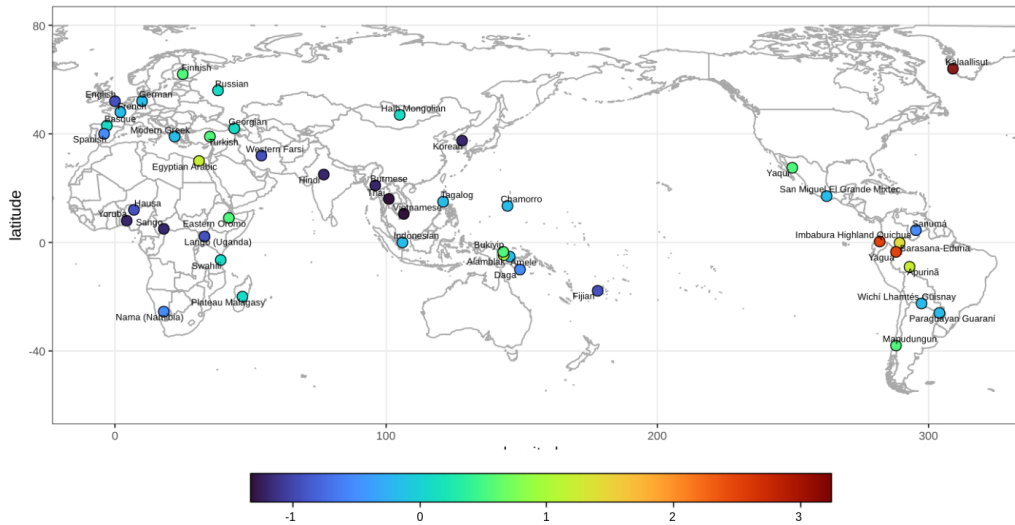 80
Kalaallisut
Finnish
Russian
English
German
French
Halh Mongolian
Basque
Georgian
40
Modern Greek
Spanish
Turkish
Korean
Western Farsi
Egyptian Arabic
Yaqui
Hindi
Burmese
San Miguel El Grande Mixtec
Thai
Tagalog
Chamorro
Hausa
Vietnamese
Yoruba
Sango
Eastern Oromo
Sanumá
Imbabura Highland Quichua
Indonesian
0
Lango (Uganda)
Bukiyip
Barasana-Eduria
Yagua
Alamblak
Amele
Swahili
Daga
Apurinã
Fijian
Wichí Lhamtés Güisnay
Plateau Malagasy
Nama (Namibia)
Paraguayan Guaraní
Mapudungun
-40
latitude
0
100
200
300
-1
0
1
2
3